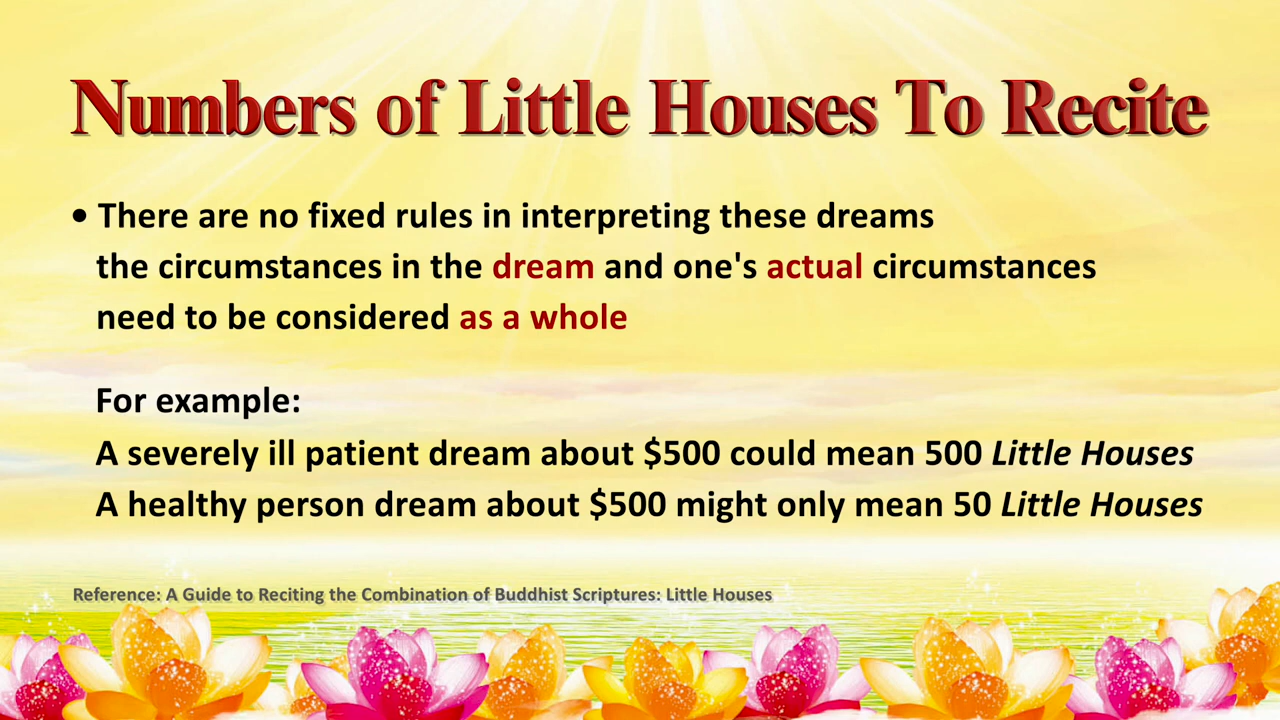 Numbers of Little Houses To Recite
• There are no fixed rules in interpreting these dreams
the circumstances in the dream and one's actual circumstances
need to be considered as a whole
For example:
A severely ill patient dream about $500 could mean 500 Little Houses
A healthy person dream about $500 might only mean 50 Little Houses
Reference: A Guide to Reciting the Combination of Buddhist Scriptures: Little Houses